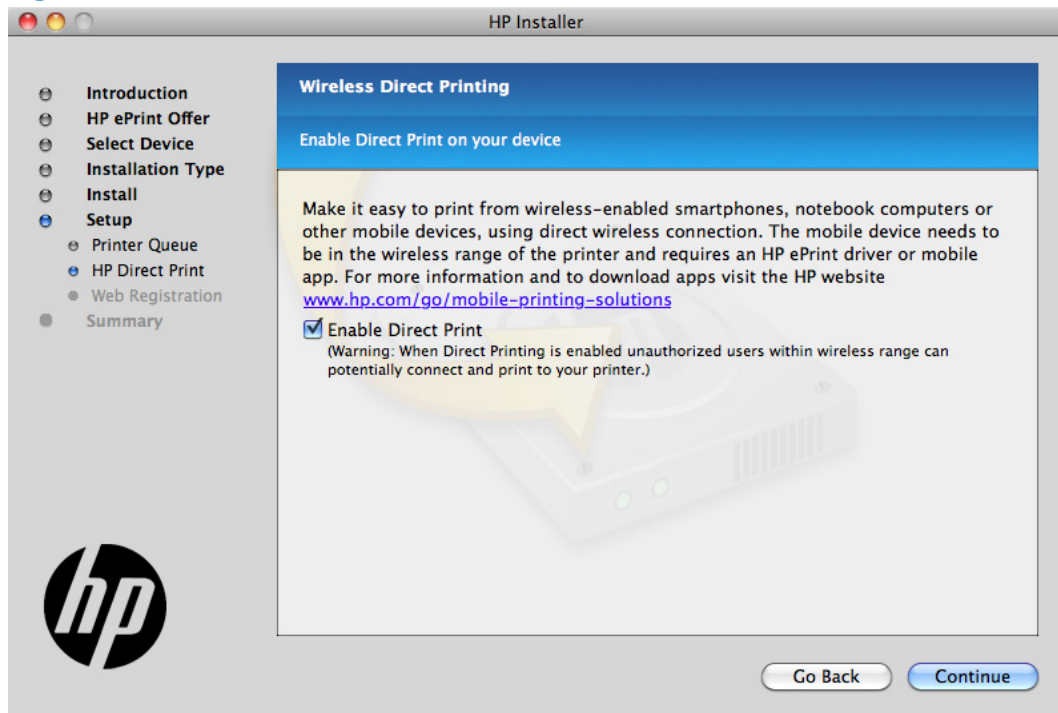 HP Installer
Introduction
HP ePrint Offer
Select Device
Installation Type
Install
Setup
Printer Queue
HP Direct Print
Web Registration
Summary
hp
Wireless Direct Printing
Enable Direct Print on your device
Make it easy to print from wireless-enabled smartphones, notebook computers or
other mobile devices, using direct wireless connection. The mobile device needs to
be in the wireless range of the printer and requires an HP ePrint driver or mobile
app. For more information and to download apps visit the HP website
www.hp.com/go/mobile-printing-solutions
Enable Direct Print
(Warning: When Direct Printing is enabled unauthorized users within wireless range can
potentially connect and print to your printer.)
Go Back
Continue